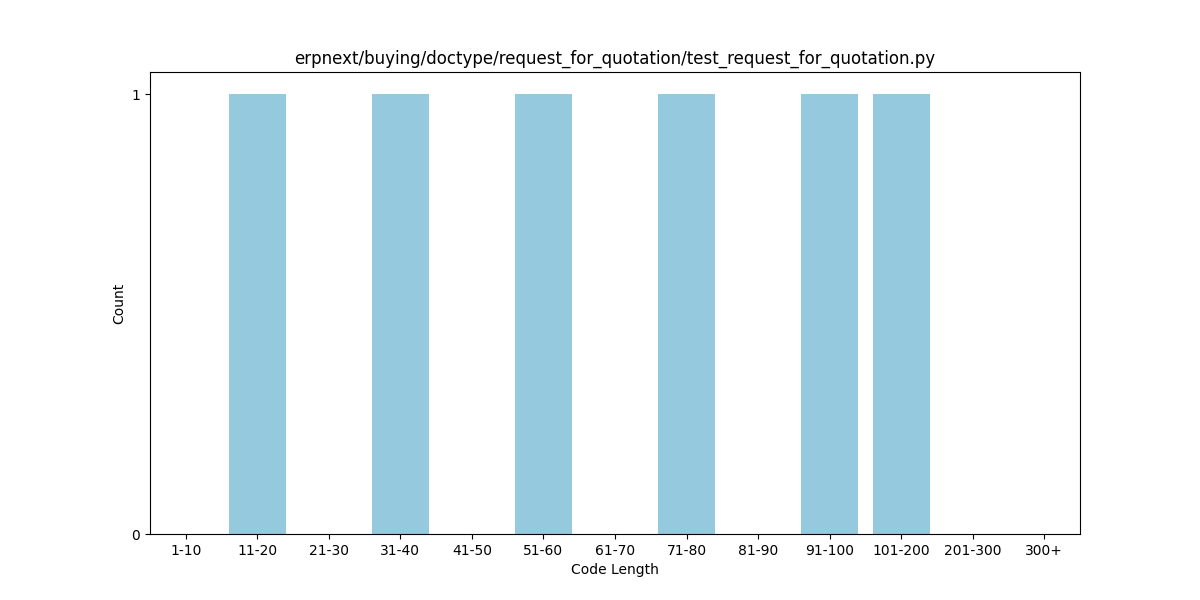 erpnext/buying/doctype/request_for_quotation/test_request_for_quotation.py
1
Count
0
1-10 11-20 21-30 31-40 41-50 51-60 61-70 71-80 81-90 91-100 101-200 201-300 300+
Code Length